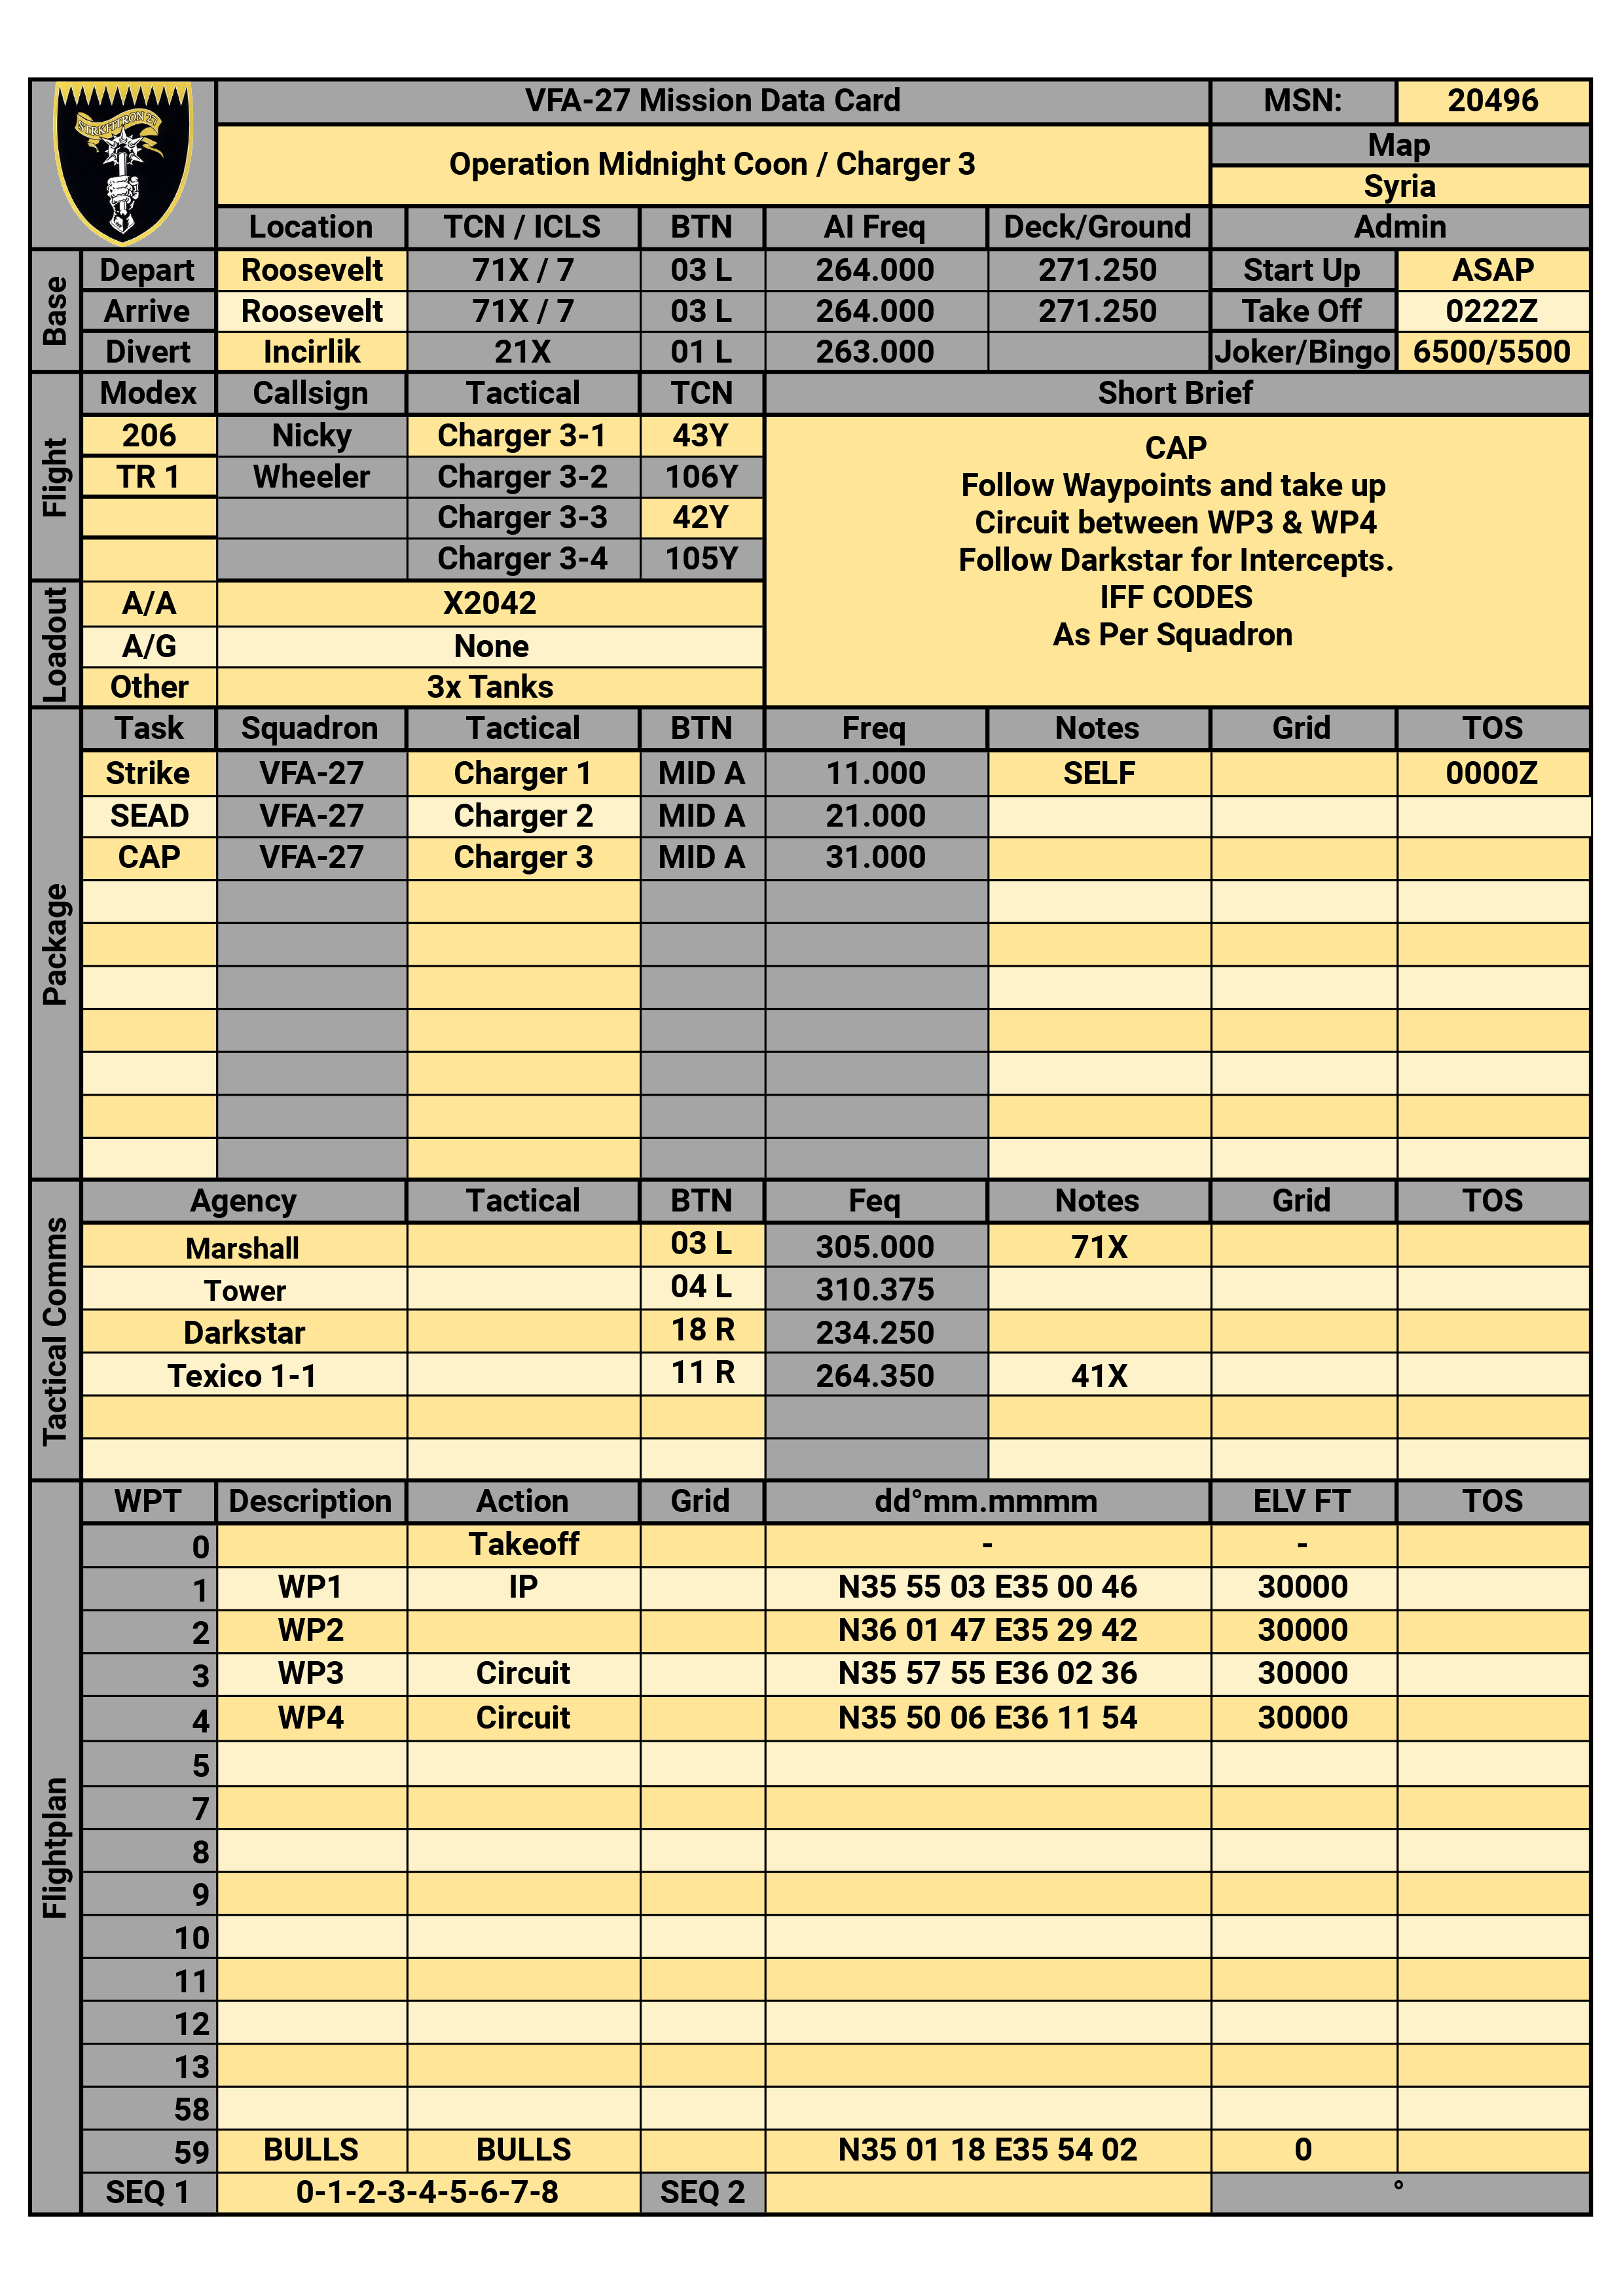 STRKFITRON 27
VFA-27 Mission Data Card MSN: 20496
Operation Midnight Coon / Charger 3 Map
Syria
Location TCN / ICLS BTN AI Freq Deck/Ground Admin
Base Depart Roosevelt 71X / 7 03 L 264.000 271.250 Start Up ASAP
Arrive Roosevelt 71X / 7 03 L 264.000 271.250 Take Off 0222Z
Divert Incirlik 21X 01 L 263.000 Joker/Bingo 6500/5500
Flight Modex Callsign Tactical TCN Short Brief
206 Nicky Charger 3-1 43Y
TR 1 Wheeler Charger 3-2 106Y
Charger 3-3 42Y
Charger 3-4 105Y
CAP
Follow Waypoints and take up
Circuit between WP3 & WP4
Follow Darkstar for Intercepts.
IFF CODES
As Per Squadron
Loadout A/A X2042
A/G None
Other 3x Tanks
Package Task Squadron Tactical BTN Freq Notes Grid TOS
Strike VFA-27 Charger 1 MID A 11.000 SELF 0000Z
SEAD VFA-27 Charger 2 MID A 21.000
CAP VFA-27 Charger 3 MID A 31.000
Tactical Comms Agency Tactical BTN Feq Notes Grid TOS
Marshall 03 L 305.000 71X
Tower 04 L 310.375
Darkstar 18 R 234.250
Texico 1-1 11 R 264.350 41X
Flightplan WPT Description Action Grid dd°mm.mmmm ELV FT TOS
0 Takeoff - -
1 WP1 IP N35 55 03 E35 00 46 30000
2 WP2 N36 01 47 E35 29 42 30000
3 WP3 Circuit N35 57 55 E36 02 36 30000
4 WP4 Circuit N35 50 06 E36 11 54 30000
5
7
8
9
10
11
12
13
58
59 BULLS BULLS N35 01 18 E35 54 02 0
SEQ 1 0-1-2-3-4-5-6-7-8 SEQ 2 °